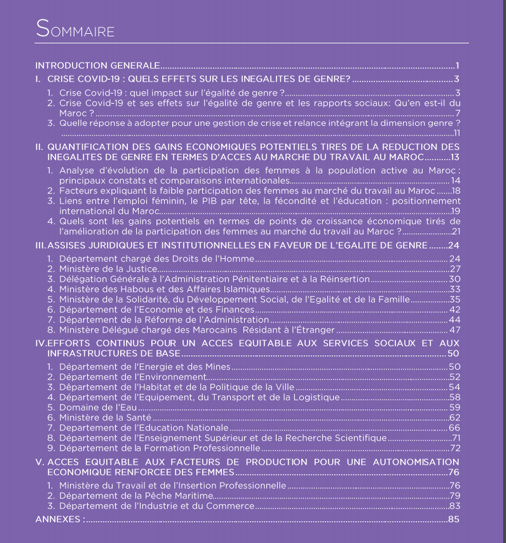 SOMMAIRE
INTRODUCTION GENERALE.....1
I. CRISE COVID-19 : QUELS EFFETS SUR LES INEGALITES DE GENRE?.....3
1. Crise Covid-19 : quel impact sur l'égalité de genre ?.....3
2. Crise Covid-19 et ses effets sur l'égalité de genre et les rapports sociaux: Qu'en est-il du
Maroc ?.....7
3. Quelle réponse à adopter pour une gestion de crise et relance intégrant la dimension genre ?
.....11
II. QUANTIFICATION DES GAINS ECONOMIQUES POTENTIELS TIRES DE LA REDUCTION DES
INEGALITES DE GENRE EN TERMES D'ACCES AU MARCHE DU TRAVAIL AU MAROC.....13
1. Analyse d'évolution de la participation des femmes à la population active au Maroc :
principaux constats et comparaisons internationales.....14
2. Facteurs expliquant la faible participation des femmes au marché du travail au Maroc .....18
3. Liens entre l'emploi féminin, le PIB par tête, la fécondité et l'éducation : positionnement
international du Maroc.....19
4. Quels sont les gains potentiels en termes de points de croissance économique tirés de
l'amélioration de la participation des femmes au marché du travail au Maroc ?.....21
III. ASSISES JURIDIQUES ET INSTITUTIONNELLES EN FAVEUR DE L'EGALITE DE GENRE.....24
1. Département chargé des Droits de l'Homme.....24
2. Ministère de la Justice.....27
3. Délégation Générale à l'Administration Pénitentiaire et à la Réinsertion.....30
4. Ministère des Habous et des Affaires Islamiques.....33
5. Ministère de la Solidarité, du Développement Social, de l'Egalité et de la Famille.....35
6. Département de l'Economie et des Finances.....42
7. Département de la Réforme de l'Administration.....44
8. Ministère Délégué chargé des Marocains Résidant à l'Étranger.....47
IV.EFFORTS CONTINUS POUR UN ACCES EQUITABLE AUX SERVICES SOCIAUX ET AUX
INFRASTRUCTURES DE BASE.....50
1. Département de l'Energie et des Mines.....50
2. Département de l'Environnement.....52
3. Département de l'Habitat et de la Politique de la Ville.....54
4. Département de l'Equipement, du Transport et de la Logistique.....58
5. Domaine de l'Eau.....59
6. Ministère de la Santé.....62
7. Departement de l'Education Nationale.....66
8. Département de l'Enseignement Supérieur et de la Recherche Scientifique.....71
9. Département de la Formation Professionnelle.....72
V. ACCES EQUITABLE AUX FACTEURS DE PRODUCTION POUR UNE AUTONOMISATION
ECONOMIQUE RENFORCEE DES FEMMES.....76
1. Ministère du Travail et de l'Insertion Professionnelle.....76
2. Département de la Pêche Maritime.....79
3. Département de l'Industrie et du Commerce.....83
ANNEXES :.....85